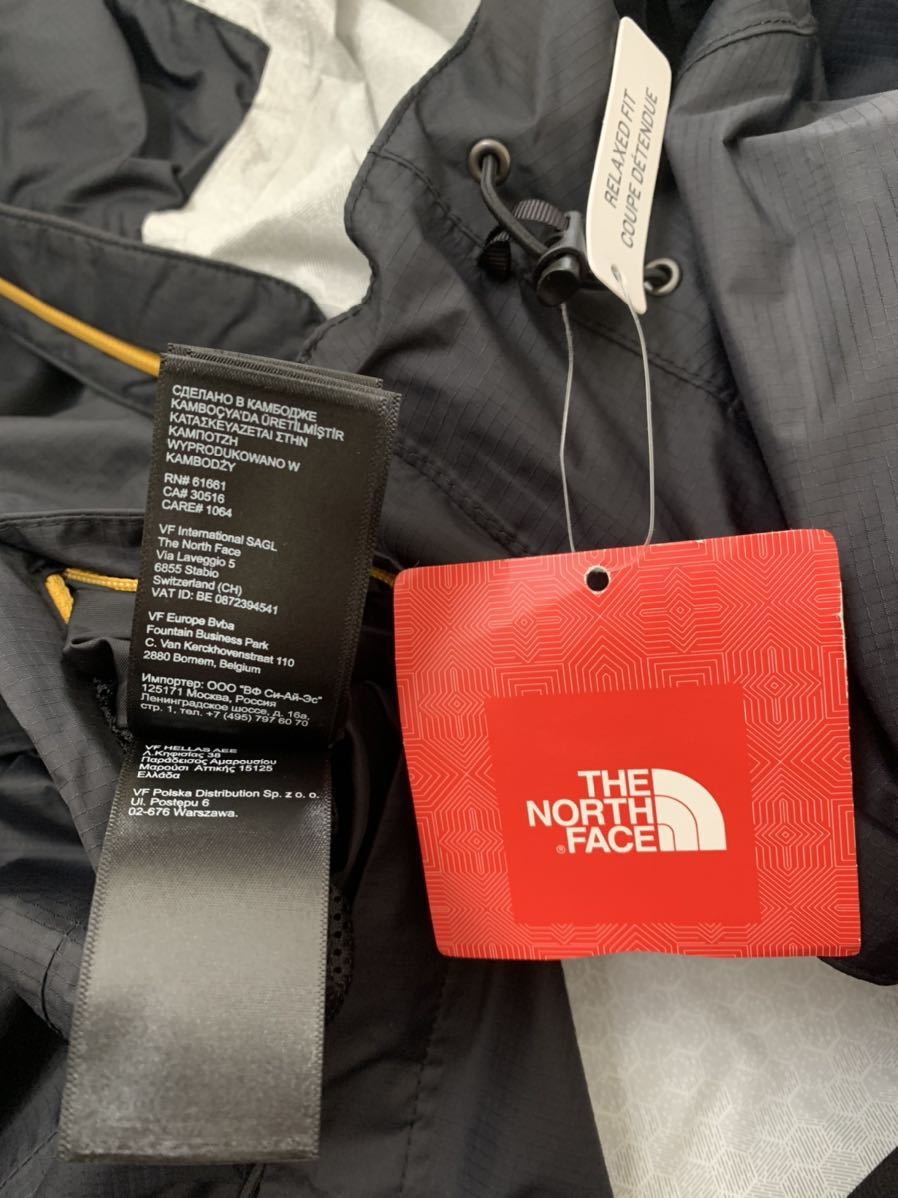 RELAXED FIT
COUPE DÉTENDUE
СДЕЛАНО В КАМБОДЖЕ
KAMBOÇYA'DA ÜRETİLMİŞTİR
ΚΑΤΑΣΚΕΥΑΖΕΤΑΙ ΣΤΗΝ
ΚΑΜΠΟΤΖΗ
WYPRODUKOWANO W
KAMBODŻY
RN# 61661
CA# 30516
CARE# 1064
VF International SAGL
The North Face
Via Laveggio 5
6855 Stabio
Switzerland (CH)
VAT ID: BE 0872394541
VF Europe Bvba
Fountain Business Park
C. Van Kerckhovenstraat 110
2880 Bornem, Belgium
Импортер: ООО "ВФ Си-Ай-Эс"
125171 Москва, Россия
Ленинградское шоссе, д. 16а,
стр. 1, тел. +7 (495) 797 60 70
VF HELLAS AEE
Λ.Κηφισίας 38
Παράδεισος Αμαρουσίου
Μαρούσι Αττικής 15125
Ελλάδα
VF Polska Distribution Sp. z o. o.
Ul. Postępu 6
02-676 Warszawa.
THE
NORTH
® FACE